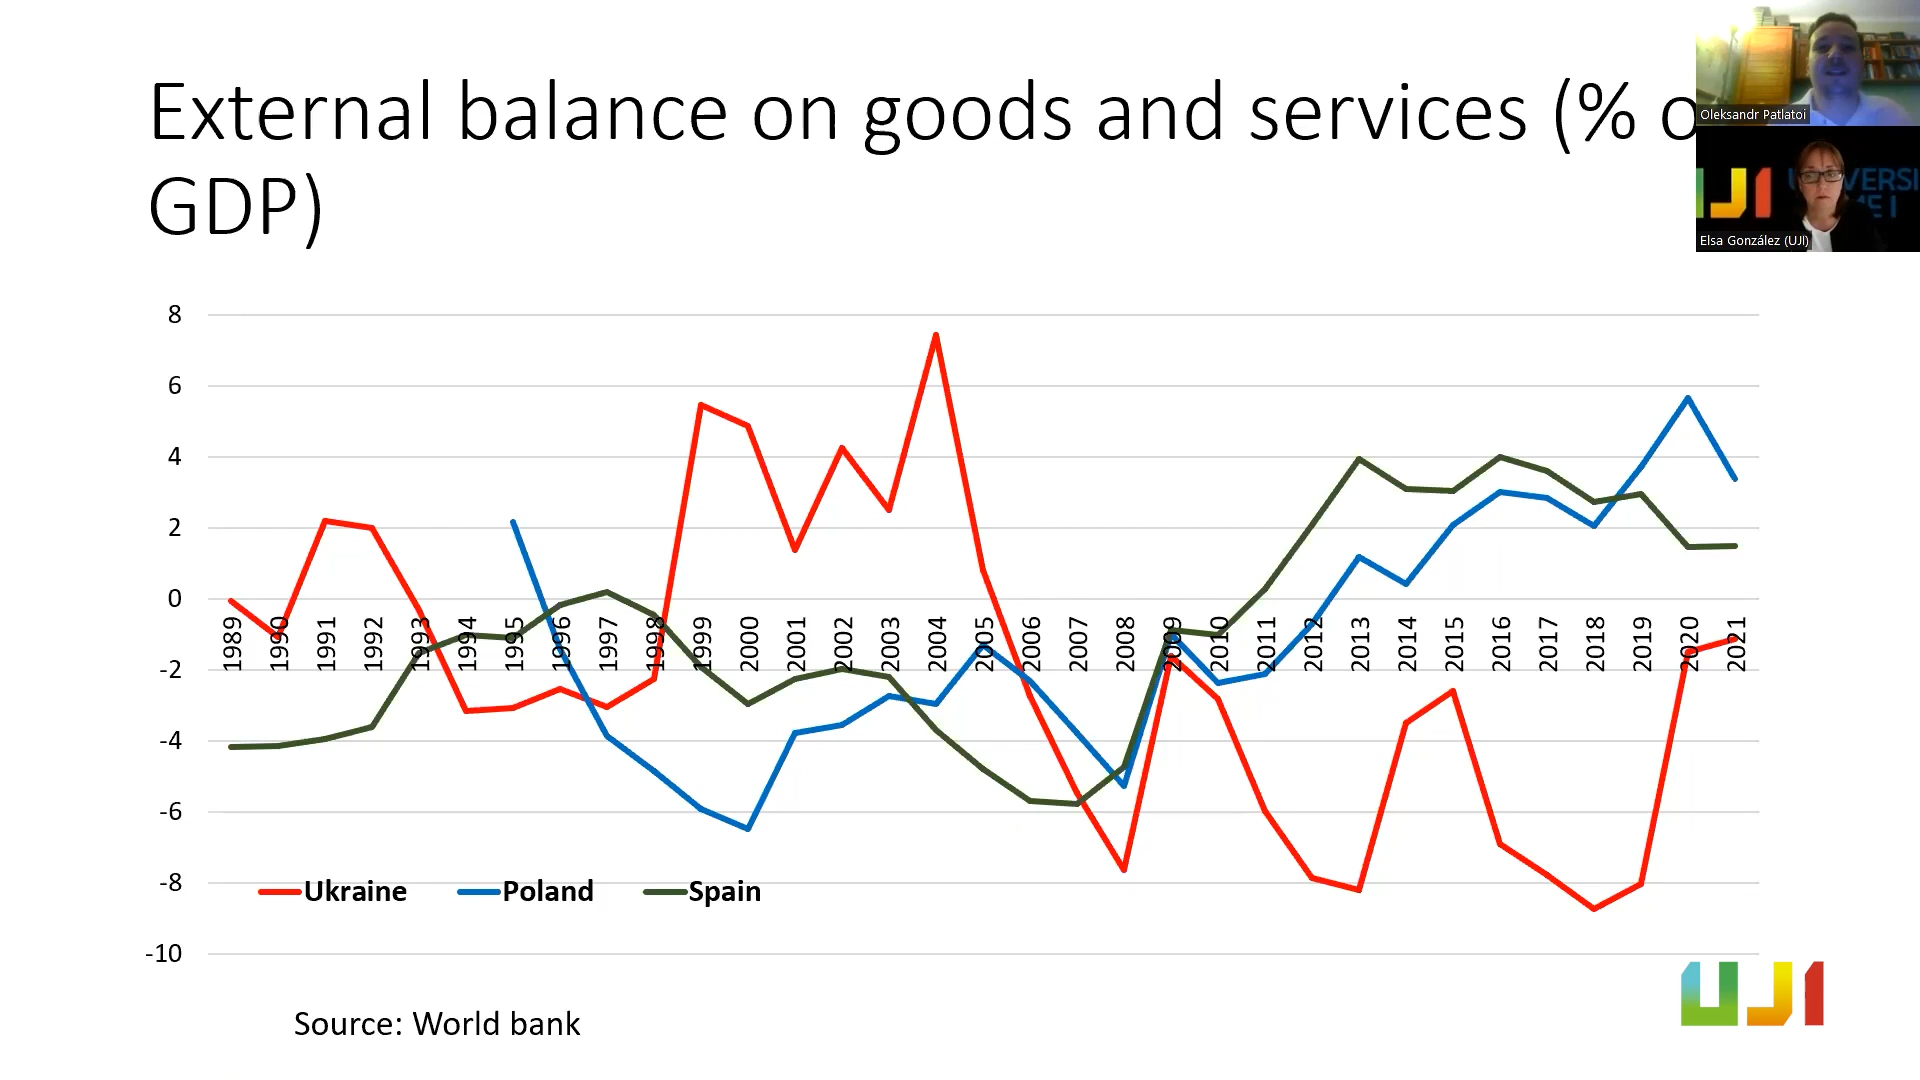 External balance on goods and services (% o
GDP)
Oleksandr Patlatoi
UJI
Elsa González (UJI)
8
6
4
2
0
-2
-4
-6
-8
-10
1989 1990 1991 1992 1993 1994 1995 1996 1997 1998 1999 2000 2001 2002 2003 2004 2005 2006 2007 2008 2009 2010 2011 2012 2013 2014 2015 2016 2017 2018 2019 2020 2021
Ukraine Poland Spain
Source: World bank
UJI